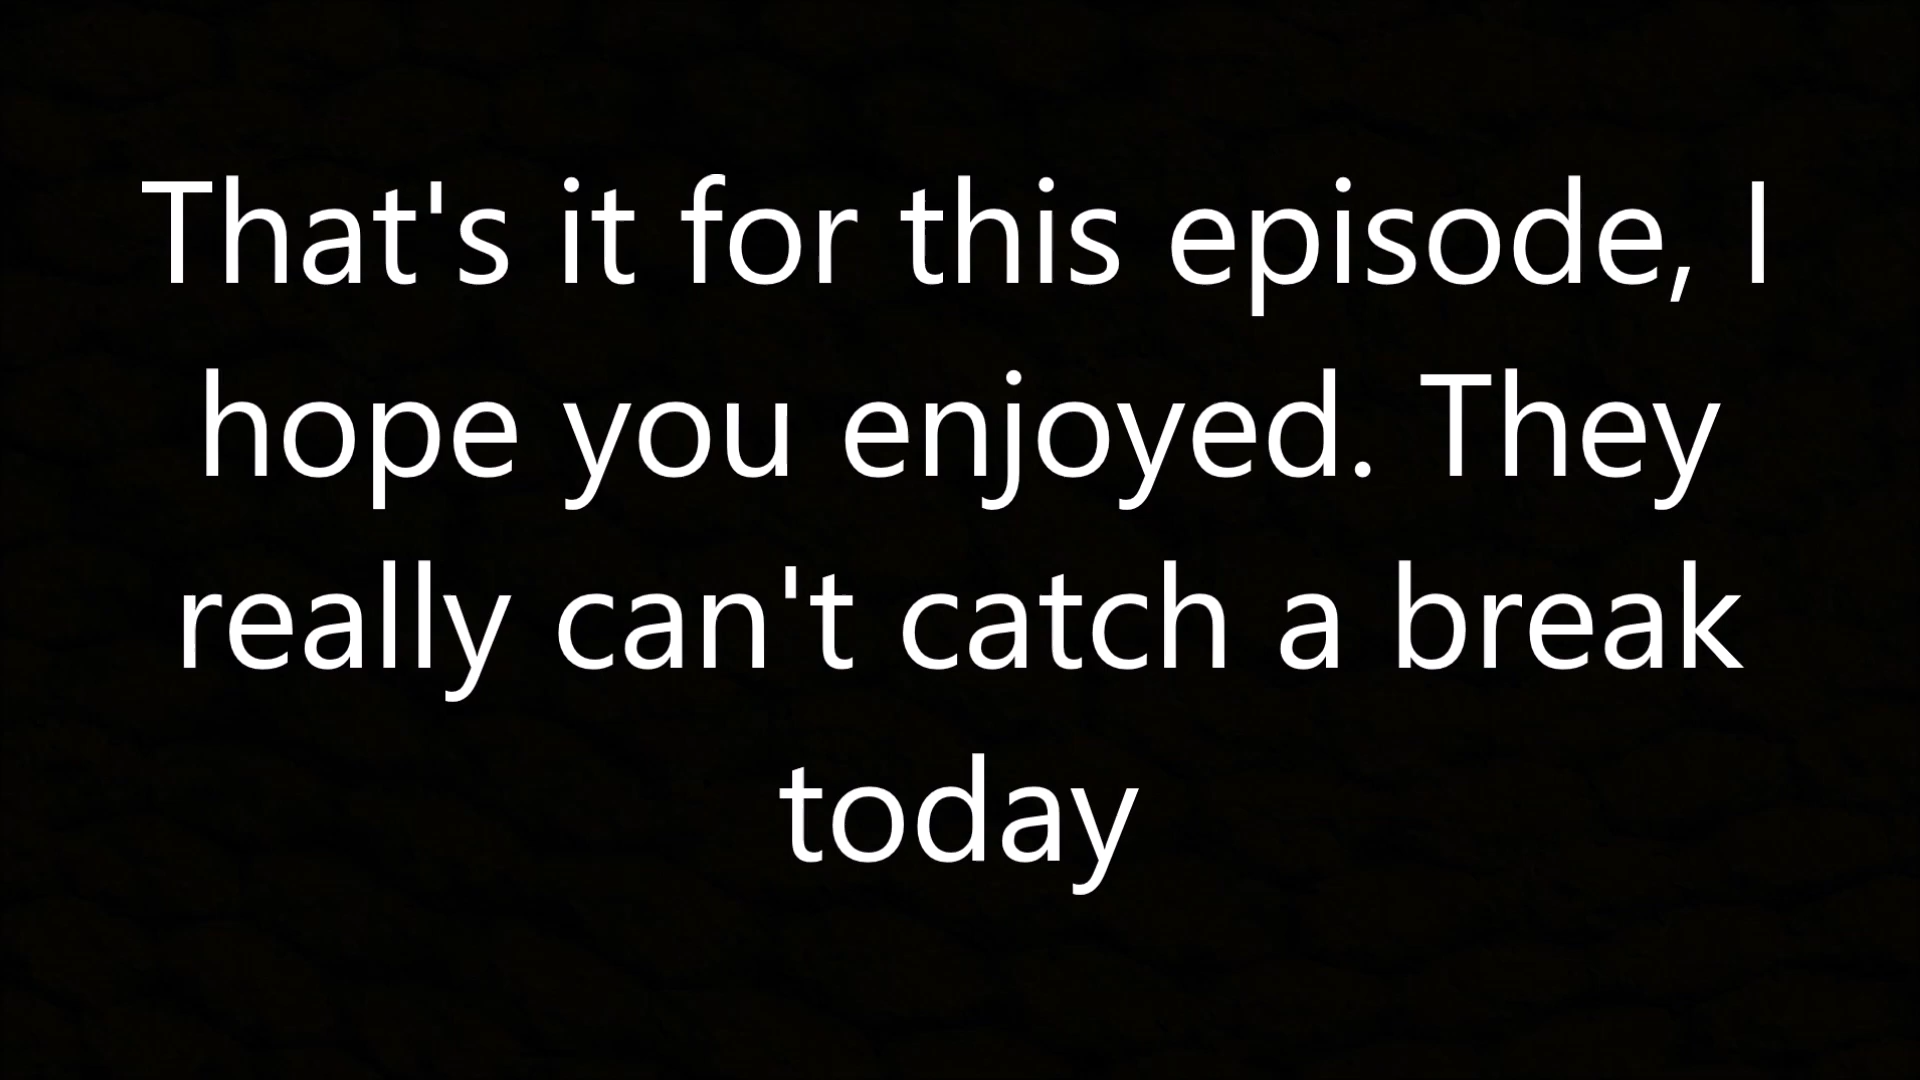 That's it for this episode, I
hope you enjoyed. They
really can't catch a break
today